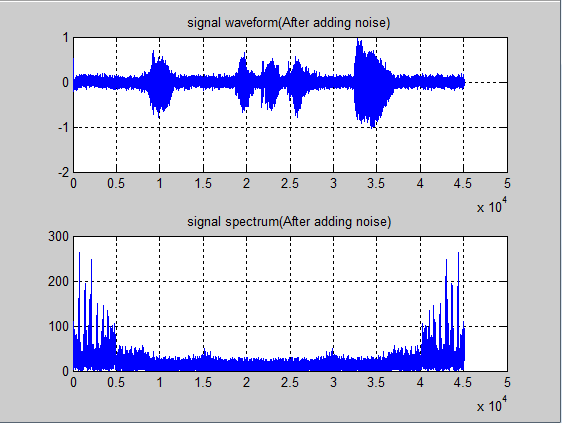 signal waveform(After adding noise)
1
0
-1
-2
0 0.5 1 1.5 2 2.5 3 3.5 4 4.5 5
x 10^4
signal spectrum(After adding noise)
300
200
100
0
0 0.5 1 1.5 2 2.5 3 3.5 4 4.5 5
x 10^4